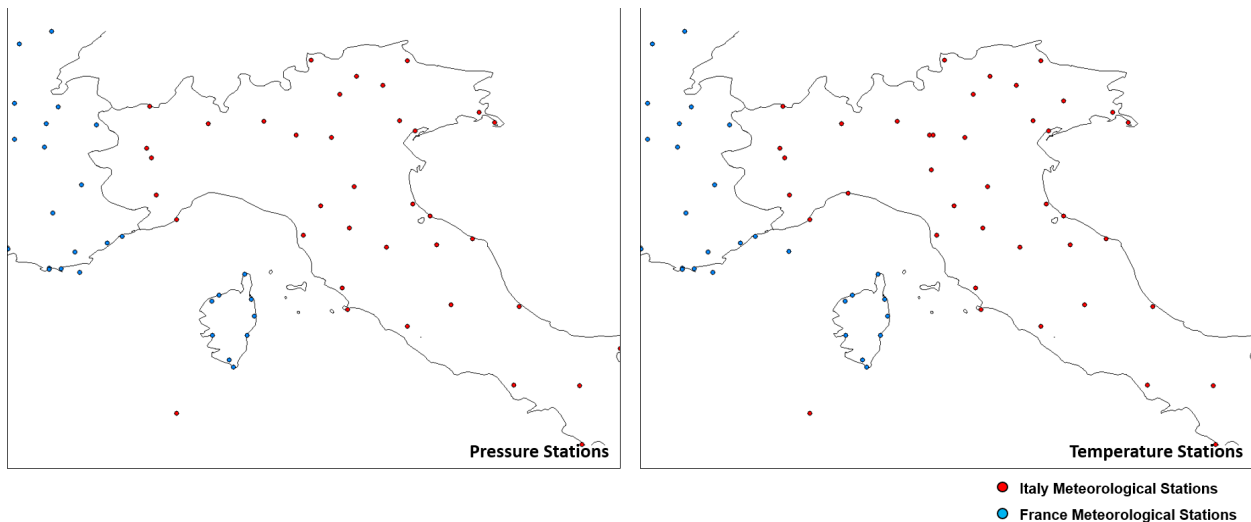 Pressure Stations
Temperature Stations
Italy Meteorological Stations
France Meteorological Stations